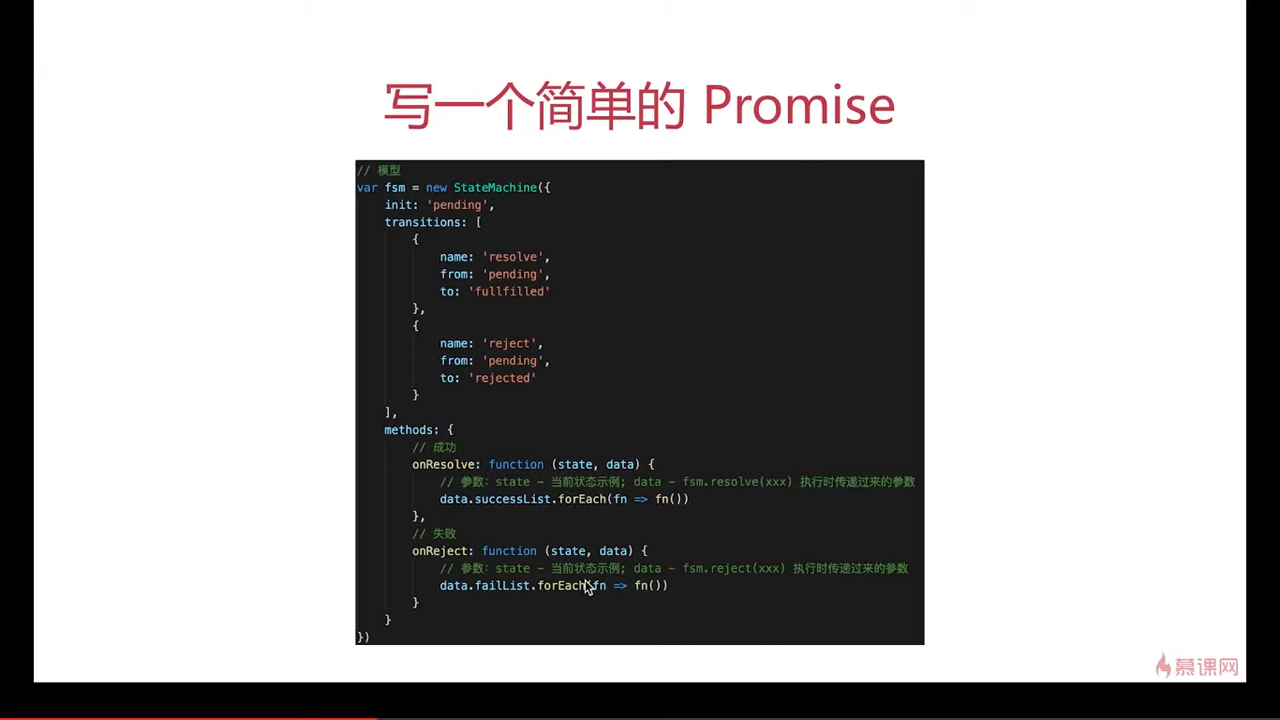 写一个简单的 Promise
// 模型
var fsm = new StateMachine({
    init: 'pending',
    transitions: [
        {
            name: 'resolve',
            from: 'pending',
            to: 'fullfilled'
        },
        {
            name: 'reject',
            from: 'pending',
            to: 'rejected'
        }
    ],
    methods: {
        // 成功
        onResolve: function (state, data) {
            // 参数：state - 当前状态示例; data - fsm.resolve(xxx) 执行时传递过来的参数
            data.successList.forEach(fn => fn())
        },
        // 失败
        onReject: function (state, data) {
            // 参数：state - 当前状态示例; data - fsm.reject(xxx) 执行时传递过来的参数
            data.failList.forEach(fn => fn())
        }
    }
})
慕课网